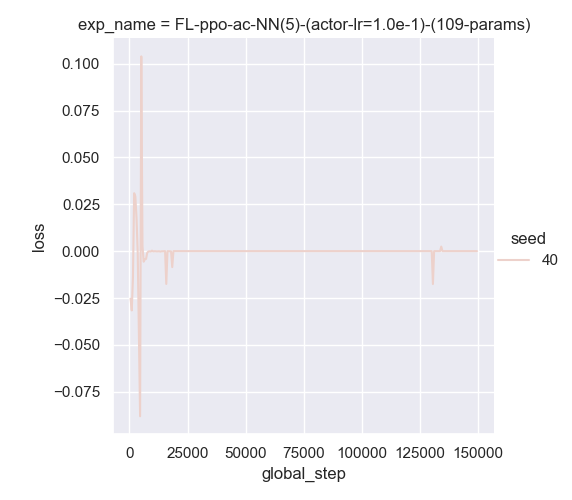 exp_name = FL-ppo-ac-NN(5)-(actor-lr=1.0e-1)-(109-params)
0.100
0.075
0.050
0.025
0.000
−0.025
−0.050
−0.075
loss
0 25000 50000 75000 100000 125000 150000
global_step
seed
40